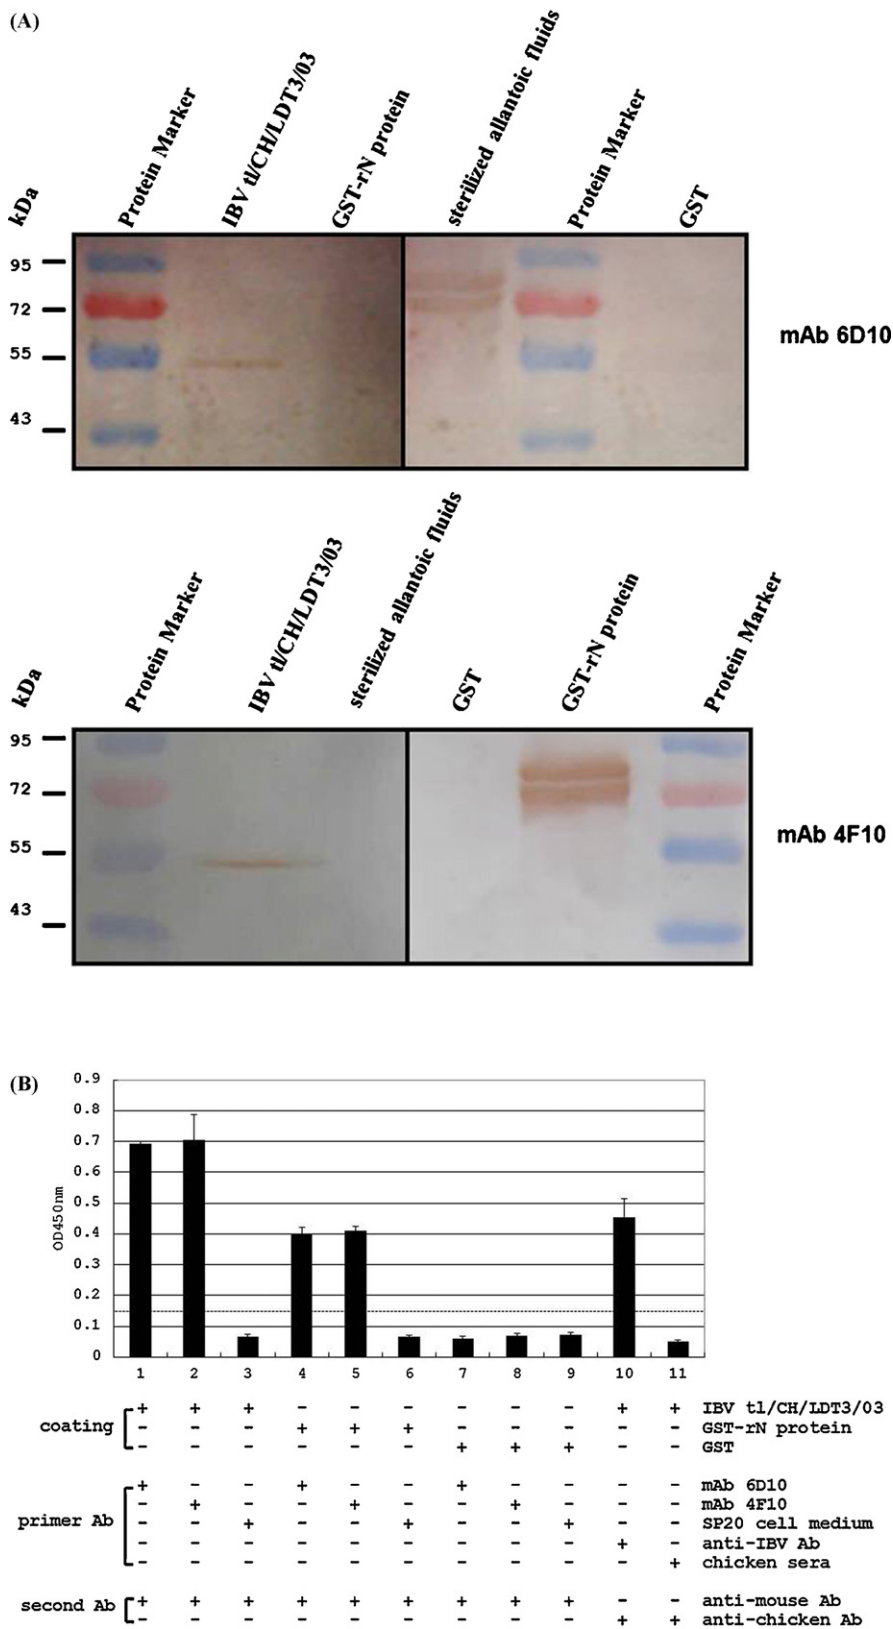 (A)
kDa
Protein Marker
IBV tl/CH/LDT3/03
GST-rN protein
sterilized allantoic fluids
Protein Marker
GST
95
72
55
43
mAb 6D10
kDa
Protein Marker
IBV tl/CH/LDT3/03
sterilized allantoic fluids
GST
GST-rN protein
Protein Marker
95
72
55
43
mAb 4F10
(B)
OD450nm
0.9
0.8
0.7
0.6
0.5
0.4
0.3
0.2
0.1
0
1 2 3 4 5 6 7 8 9 10 11
coating
+ + + - - - - - - + + IBV tl/CH/LDT3/03
- - - + + + - - - - - GST-rN protein
- - - - - - + + + - - GST
primer Ab
+ - - + - - + - - - - mAb 6D10
- + - - + - - + - - - mAb 4F10
- - + - - + - - + - - SP20 cell medium
- - - - - - - - - + - anti-IBV Ab
- - - - - - - - - - + chicken sera
second Ab
+ + + + + + + + + - - anti-mouse Ab
- - - - - - - - - + + anti-chicken Ab